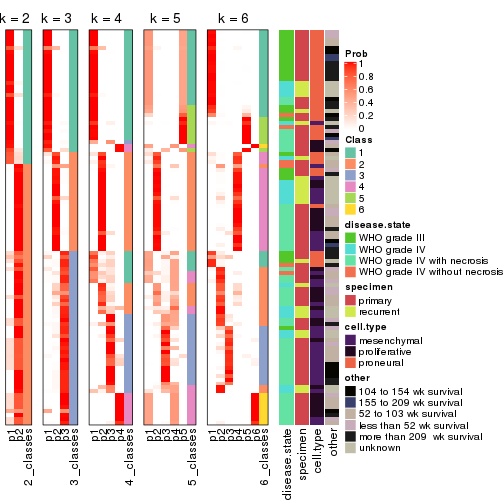 k = 2 k = 3 k = 4 k = 5 k = 6
Prob
1
0.8
0.6
0.4
0.2
0
Class
1
2
3
4
5
6
disease.state
WHO grade III
WHO grade IV
WHO grade IV with necrosis
WHO grade IV without necrosis
specimen
primary
recurrent
cell.type
mesenchymal
proliferative
proneural
other
104 to 154 wk survival
155 to 209 wk survival
52 to 103 wk survival
less than 52 wk survival
more than 209 wk survival
unknown
p1
p2
2_classes
p1
p2
p3
3_classes
p1
p2
p3
p4
4_classes
p1
p2
p3
p4
p5
5_classes
p1
p2
p3
p4
p5
p6
6_classes
disease.state
specimen
cell.type
other